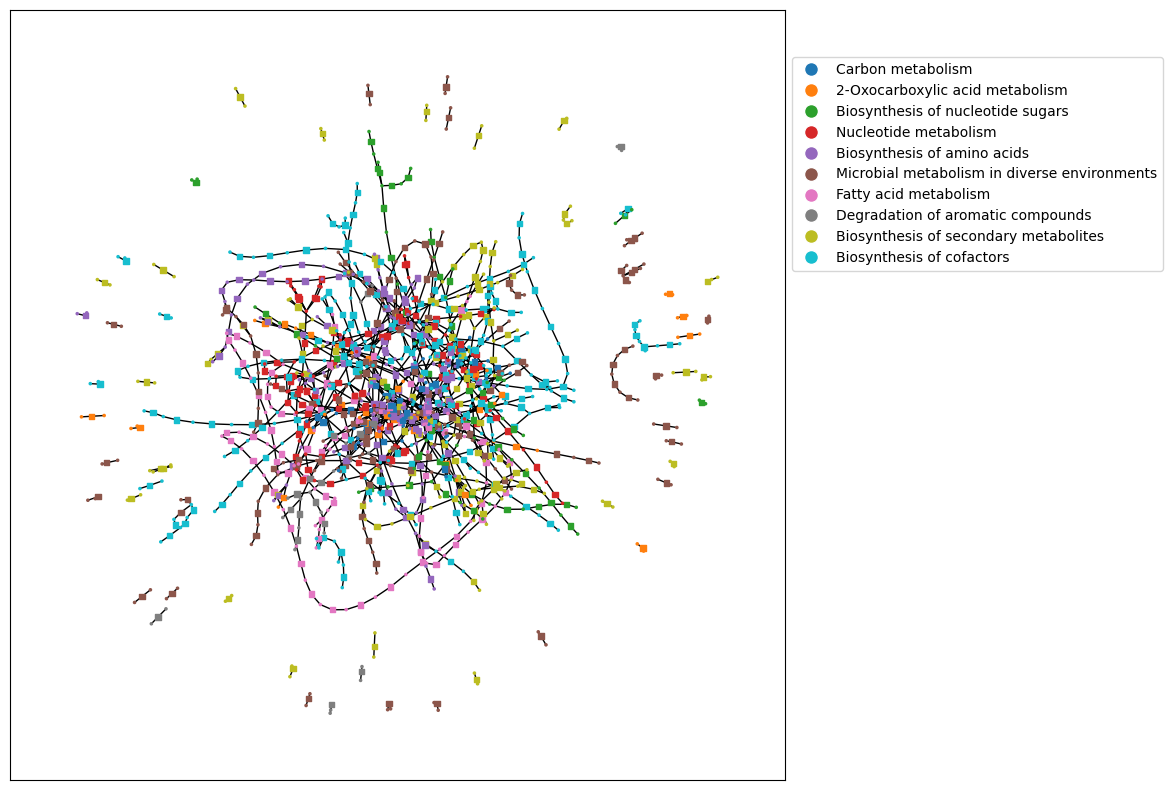 Carbon metabolism
2-Oxocarboxylic acid metabolism
Biosynthesis of nucleotide sugars
Nucleotide metabolism
Biosynthesis of amino acids
Microbial metabolism in diverse environments
Fatty acid metabolism
Degradation of aromatic compounds
Biosynthesis of secondary metabolites
Biosynthesis of cofactors